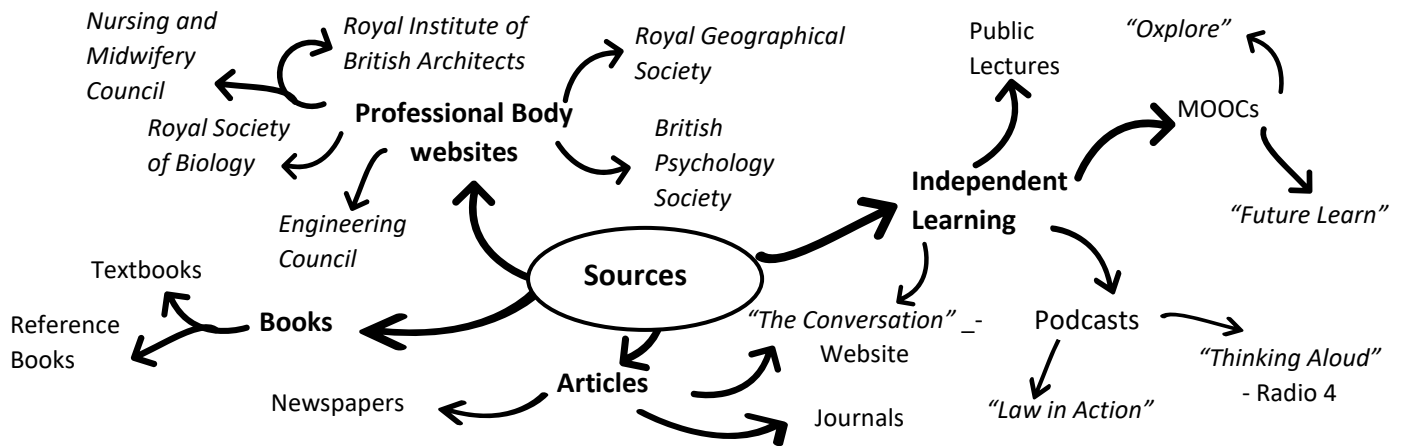 Nursing and
Midwifery
Council
Royal Institute of
British Architects
Royal Geographical
Society
Public
Lectures
“Oxplore”
MOOCs
Professional Body
websites
Royal Society
of Biology
British
Psychology
Society
Independent
Learning
“Future Learn”
Engineering
Council
Sources
Textbooks
Reference
Books
Books
“The Conversation” _-
Website
Podcasts
“Thinking Aloud”
- Radio 4
Articles
Newspapers
Journals
“Law in Action”